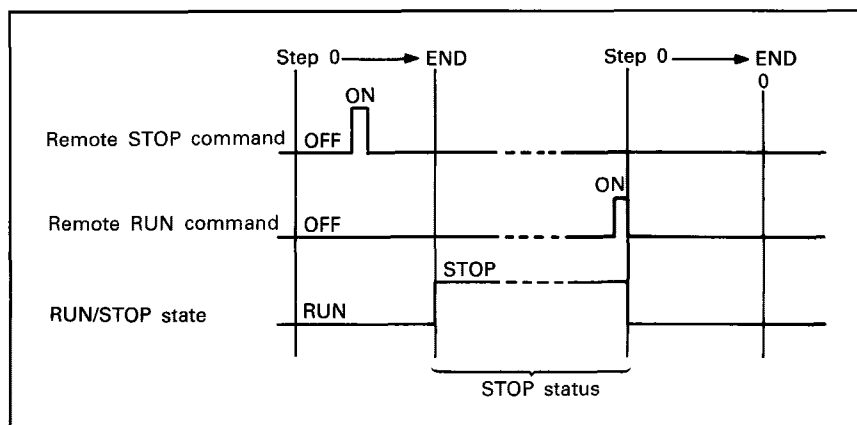 Step 0 END Step 0 END
0
ON
Remote STOP command OFF
ON
Remote RUN command OFF
STOP
RUN/STOP state RUN
STOP status